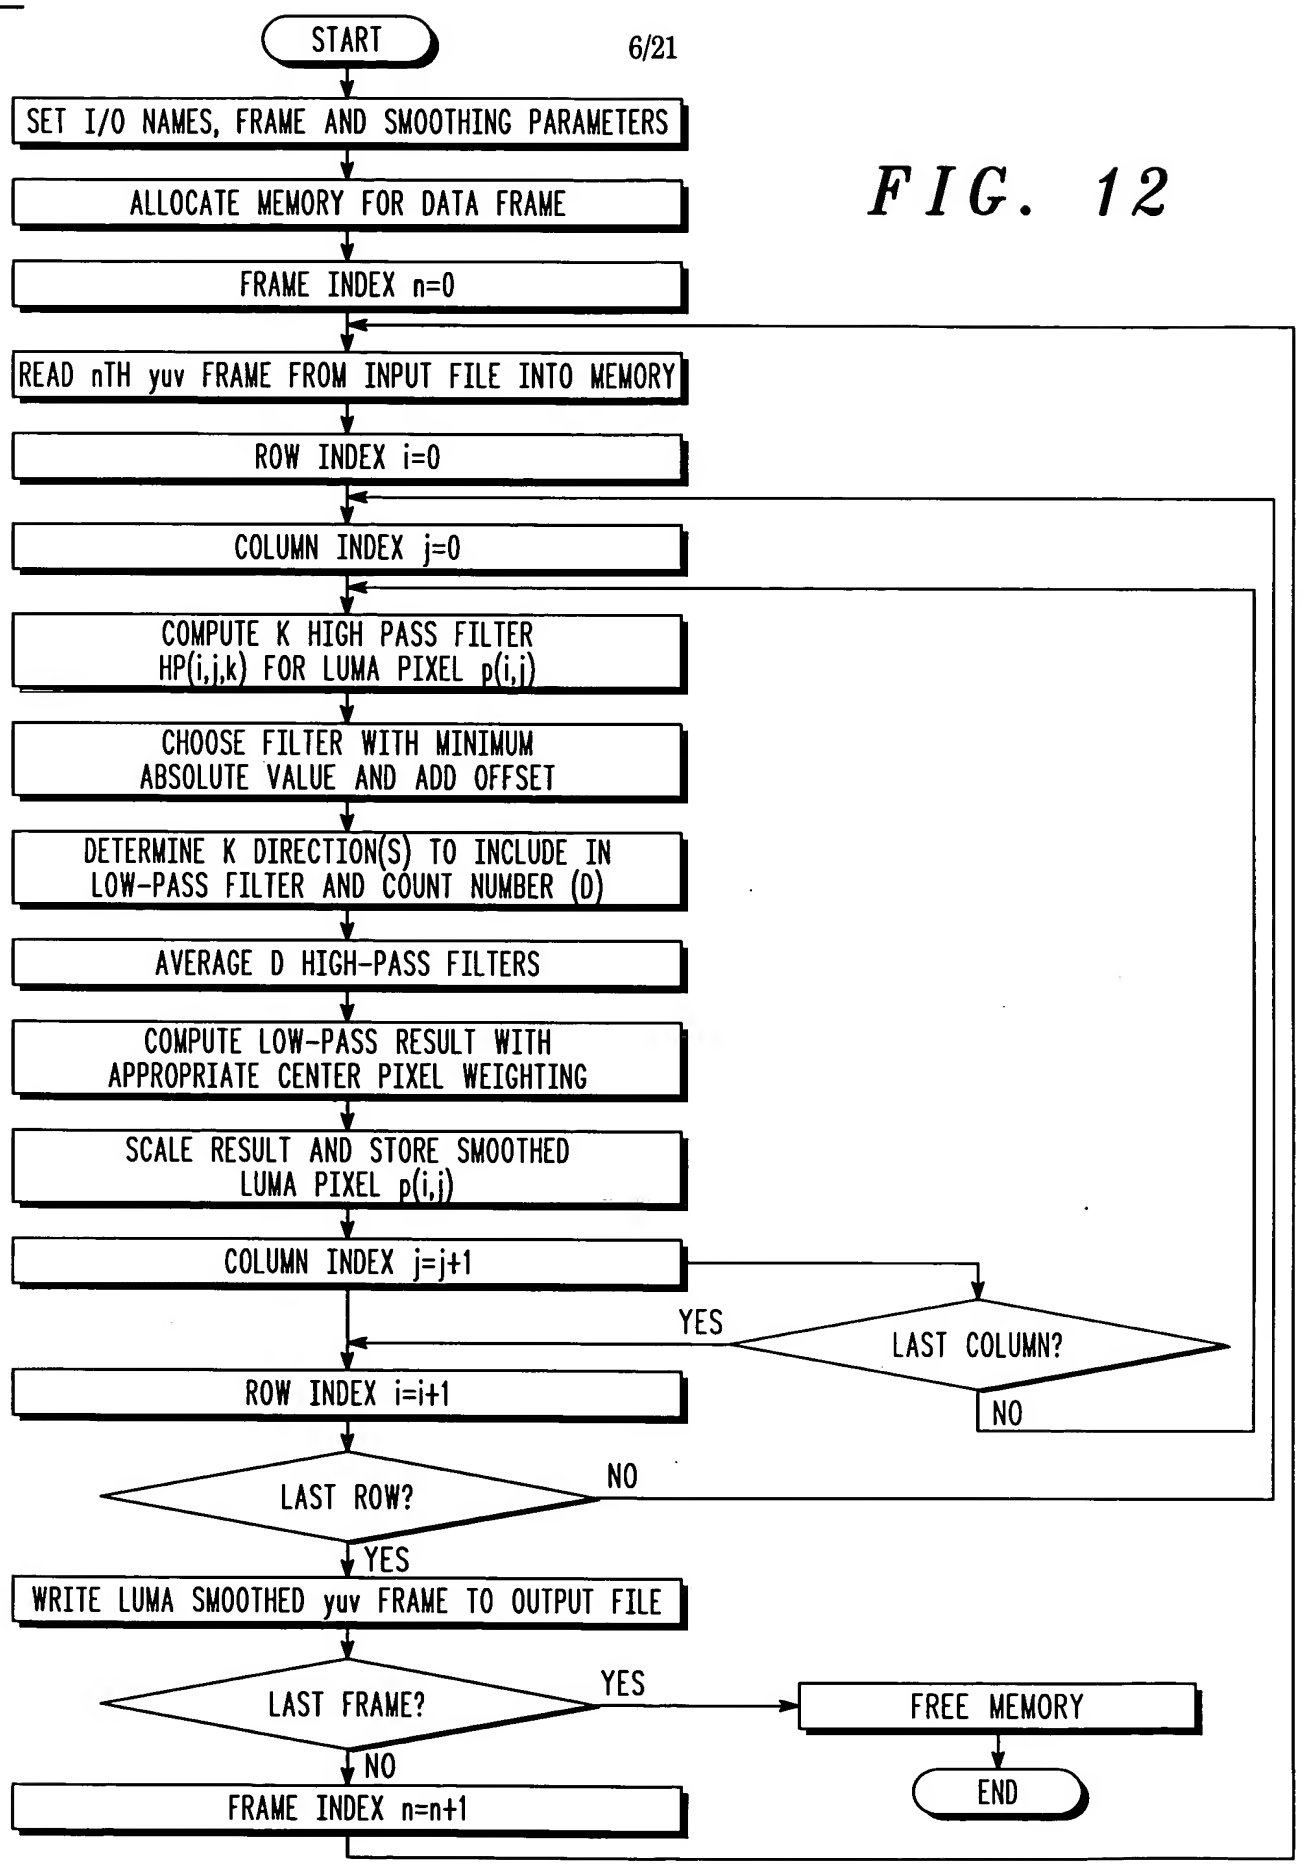 START
6/21
SET I/O NAMES, FRAME AND SMOOTHING PARAMETERS
FIG. 12
ALLOCATE MEMORY FOR DATA FRAME
FRAME INDEX n=0
READ nTH yuv FRAME FROM INPUT FILE INTO MEMORY
ROW INDEX i=0
COLUMN INDEX j=0
COMPUTE K HIGH PASS FILTER
HP(i,j,k) FOR LUMA PIXEL p(i,j)
CHOOSE FILTER WITH MINIMUM
ABSOLUTE VALUE AND ADD OFFSET
DETERMINE K DIRECTION(S) TO INCLUDE IN
LOW-PASS FILTER AND COUNT NUMBER (D)
AVERAGE D HIGH-PASS FILTERS
COMPUTE LOW-PASS RESULT WITH
APPROPRIATE CENTER PIXEL WEIGHTING
SCALE RESULT AND STORE SMOOTHED
LUMA PIXEL p(i,j)
COLUMN INDEX j=j+1
YES
LAST COLUMN?
NO
ROW INDEX i=i+1
LAST ROW?
NO
YES
WRITE LUMA SMOOTHED yuv FRAME TO OUTPUT FILE
LAST FRAME?
YES
FREE MEMORY
NO
END
FRAME INDEX n=n+1